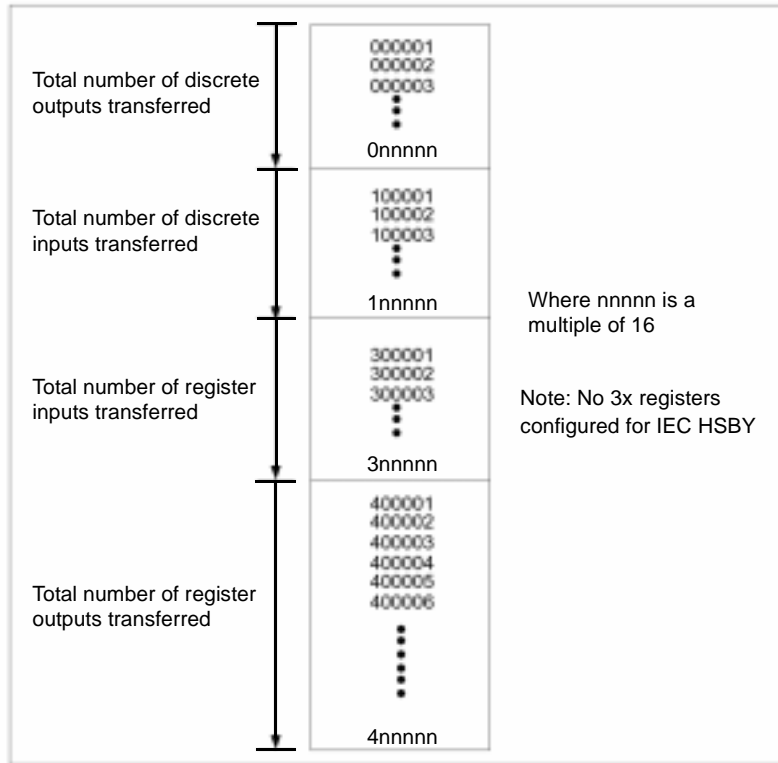 Total number of discrete
outputs transferred
000001
000002
000003
0nnnnn
Total number of discrete
inputs transferred
100001
100002
100003
1nnnnn
Where nnnnn is a
multiple of 16
Total number of register
inputs transferred
300001
300002
300003
3nnnnn
Note: No 3x registers
configured for IEC HSBY
Total number of register
outputs transferred
400001
400002
400003
400004
400005
400006
4nnnnn